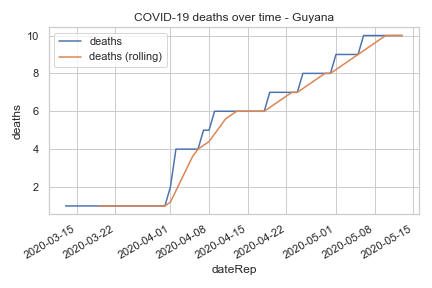 COVID-19 deaths over time - Guyana
deaths
deaths (rolling)
10
8
6
4
2
deaths
2020-03-15
2020-03-22
2020-04-01
2020-04-08
2020-04-15
2020-04-22
2020-05-01
2020-05-08
2020-05-15
dateRep